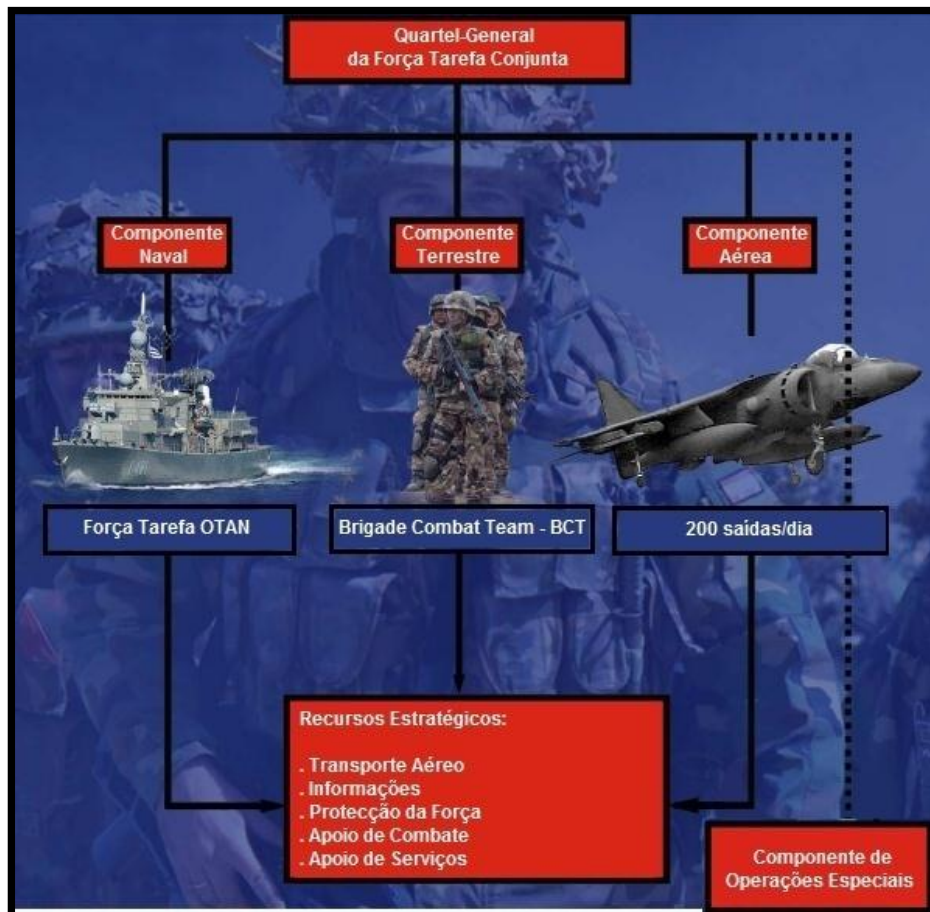 Quartel-General
da Força Tarefa Conjunta
Componente
Naval
Componente
Terrestre
Componente
Aérea
Força Tarefa OTAN
Brigade Combat Team - BCT
200 saídas/dia
Recursos Estratégicos:
. Transporte Aéreo
. Informações
. Protecção da Força
. Apoio de Combate
. Apoio de Serviços
Componente de
Operações Especiais